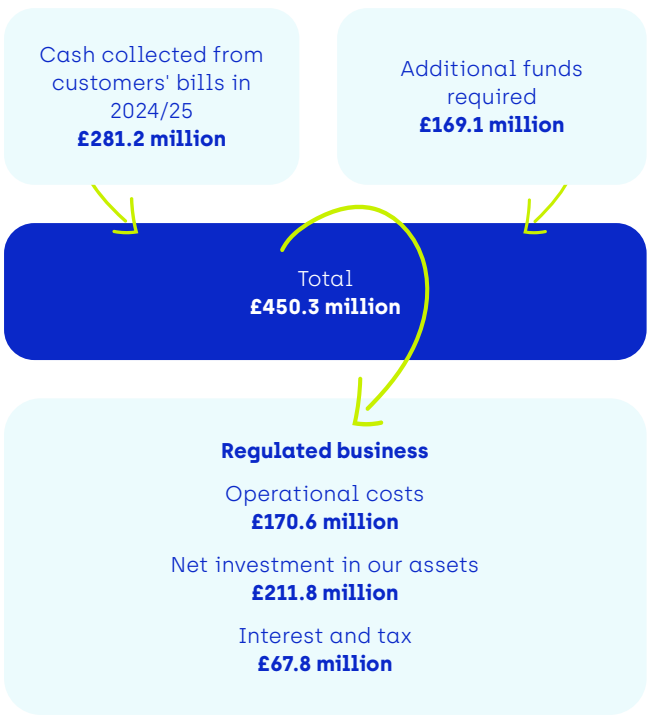 Cash collected from
customers' bills in
2024/25
£281.2 million
Additional funds
required
£169.1 million
Total
£450.3 million
Regulated business
Operational costs
£170.6 million
Net investment in our assets
£211.8 million
Interest and tax
£67.8 million